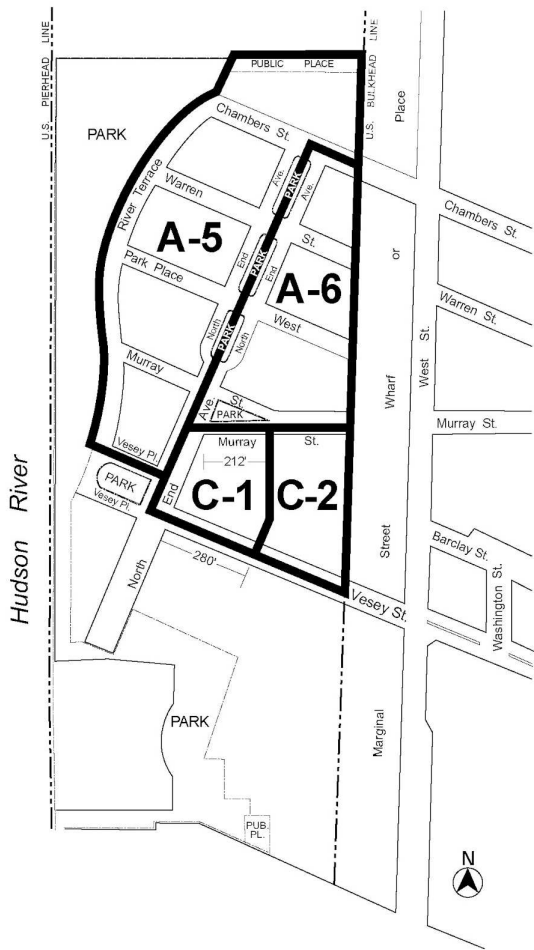 U.S. PIERHEAD LINE
U.S. BULKHEAD LINE
PUBLIC PLACE
Place
PARK
Chambers St.
River Terrace
Warren
Ave.
PARK
Ave.
Chambers St.
A-5
St.
or
Park Place
End
PARK
End
A-6
Warren St.
North
PARK
North
West
West St.
Murray
Wharf
Ave.
St.
PARK
Murray St.
Vesey Pl.
Murray St.
212'
PARK
Vesey Pl.
End
C-1
C-2
Hudson River
Street
Barclay St.
280'
North
Vesey St.
Washington St.
PARK
Marginal
PUB.
PL.
N